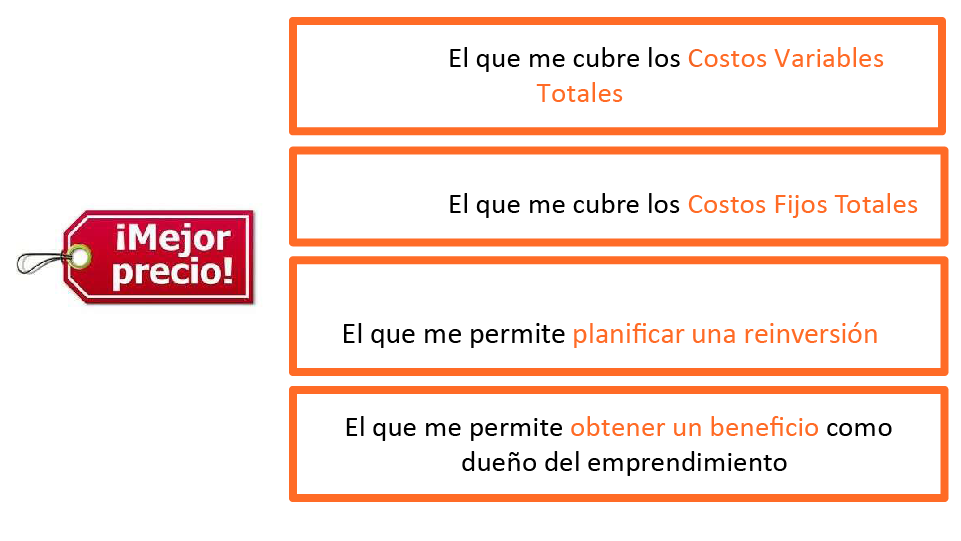 El que me cubre los Costos Variables
Totales
El que me cubre los Costos Fijos Totales
¡Mejor
precio!
El que me permite planificar una reinversión
El que me permite obtener un beneficio como
dueño del emprendimiento